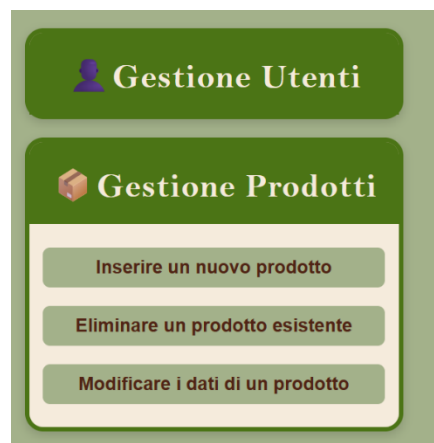 Gestione Utenti
Gestione Prodotti
Inserire un nuovo prodotto
Eliminare un prodotto esistente
Modificare i dati di un prodotto